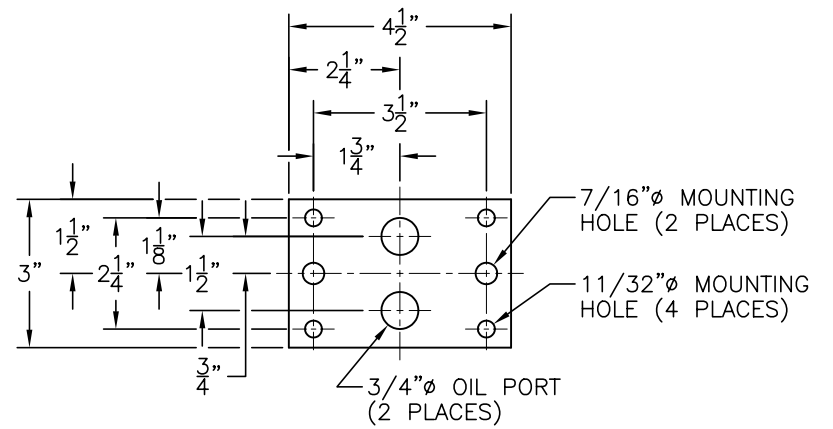 4 1/2"
2 1/4"
3 1/2"
1 3/4"
1 1/2"
3"
2 1/4"
1 1/8"
1 1/2"
3/4"
7/16"ø MOUNTING
HOLE (2 PLACES)
11/32"ø MOUNTING
HOLE (4 PLACES)
3/4"ø OIL PORT
(2 PLACES)